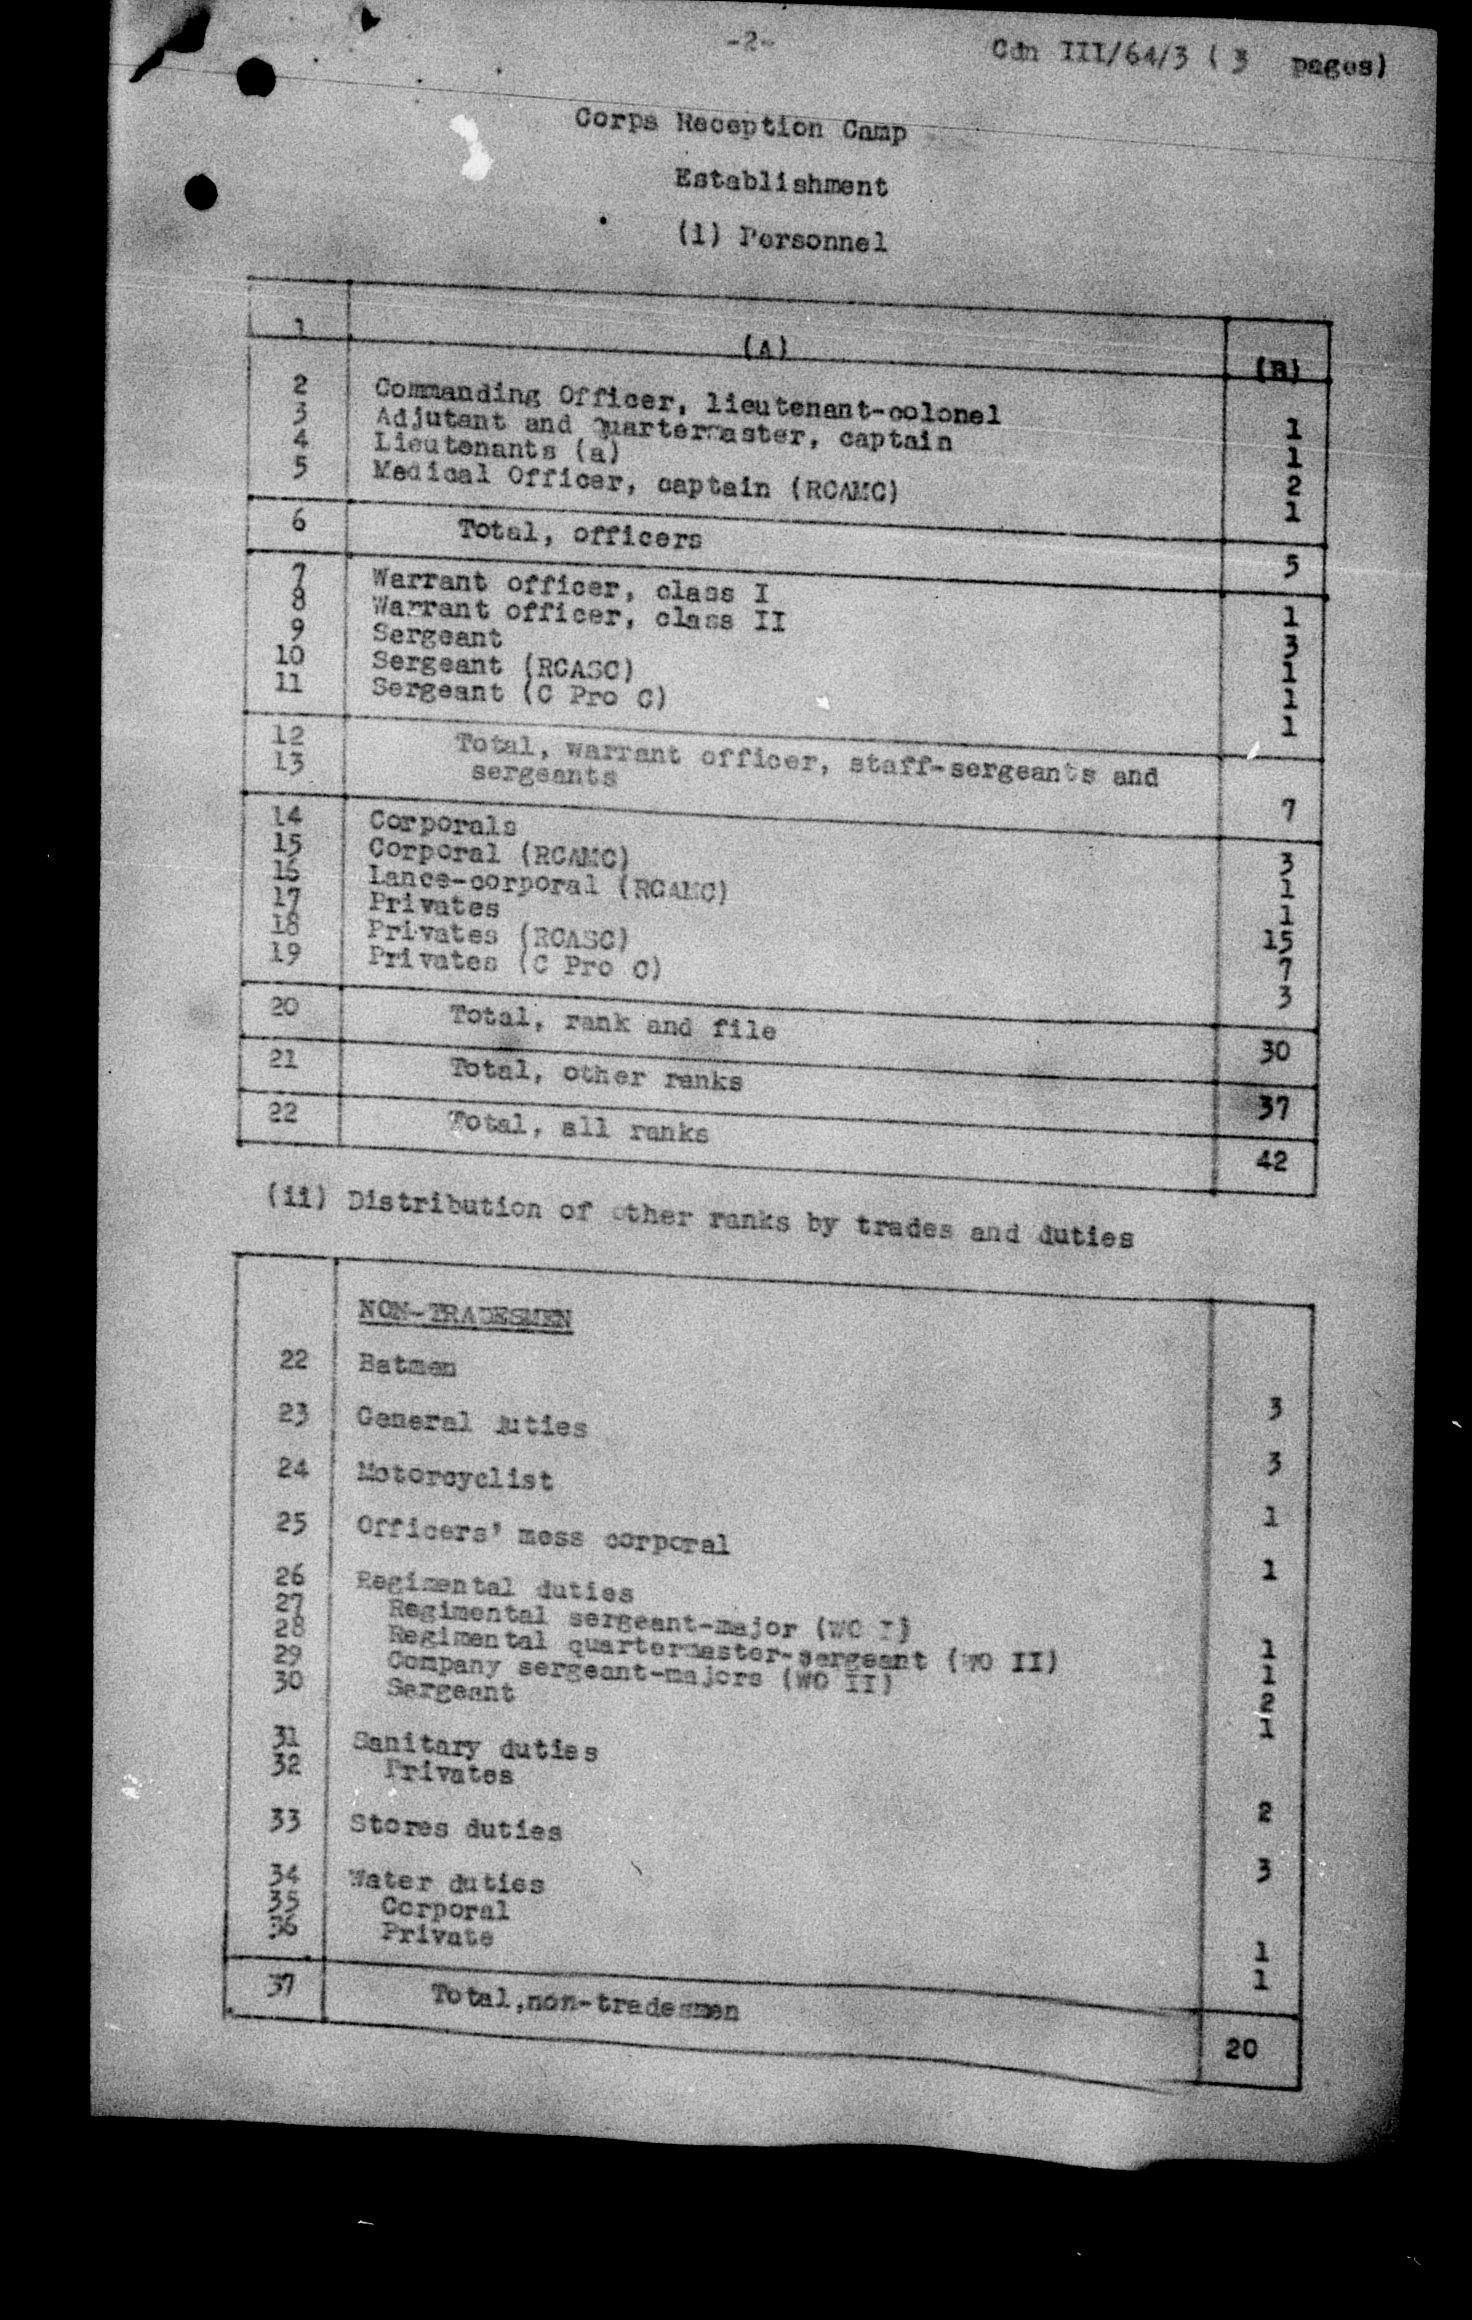 -2-
Cdn III/64/3 ( 3 pages)
Corps Reception Camp
Establishment
(i) Personnel
1 (A) (B)
2 Commanding Officer, lieutenant-colonel 1
3 Adjutant and Quartermaster, captain 1
4 Lieutenants (a) 2
5 Medical Officer, captain (RCAMC) 1
6 Total, officers 5
7 Warrant officer, class I 1
8 Warrant officer, class II 3
9 Sergeant 1
10 Sergeant (RCASC) 1
11 Sergeant (C Pro C) 1
12 Total, warrant officer, staff-sergeants and
13 sergeants 7
14 Corporals 3
15 Corporal (RCAMC) 1
16 Lance-corporal (RCAMC) 1
17 Privates 15
18 Privates (RCASC) 7
19 Privates (C Pro C) 3
20 Total, rank and file 30
21 Total, other ranks 37
22 Total, all ranks 42
(ii) Distribution of other ranks by trades and duties
NON-TRADESMEN
22 Batmen 3
23 General duties 3
24 Motorcyclist 1
25 Officers' mess corporal 1
26 Regimental duties
27 Regimental sergeant-major (WO I) 1
28 Regimental quartermaster-sergeant (WO II) 1
29 Company sergeant-majors (WO II) 2
30 Sergeant 1
31 Sanitary duties
32 Privates 2
33 Stores duties 3
34 Water duties
35 Corporal 1
36 Private 1
37 Total,non-tradesmen 20